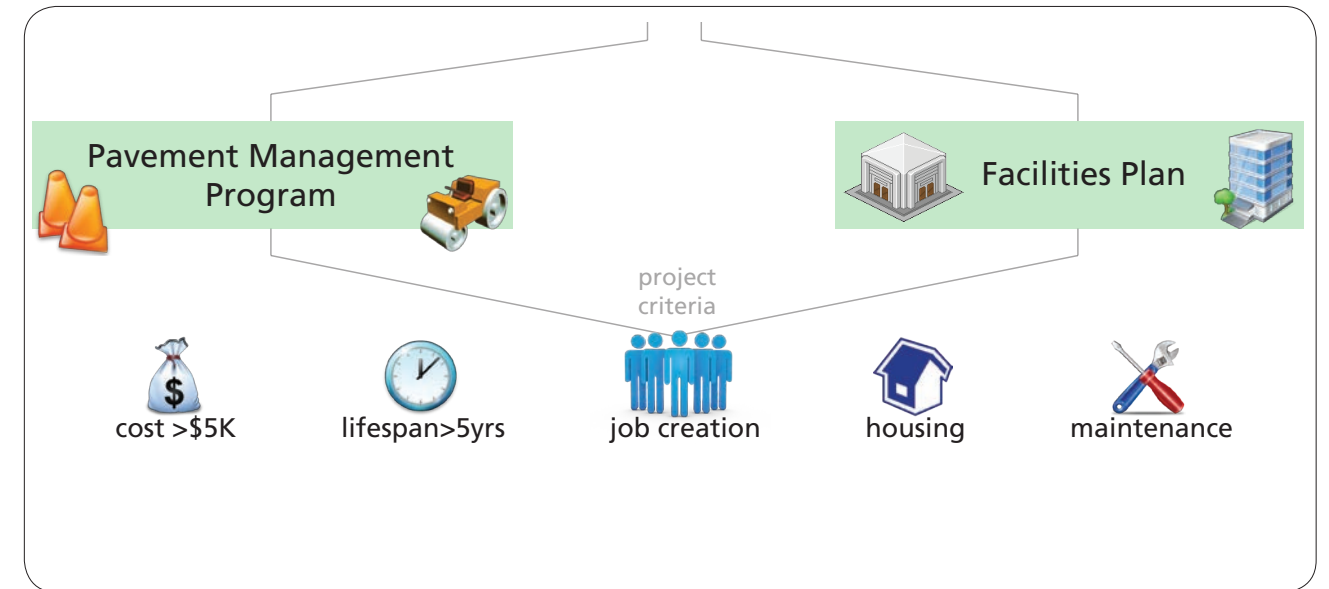 Pavement Management
Program
Facilities Plan
project
criteria
$
cost >$5K
lifespan>5yrs
job creation
housing
maintenance